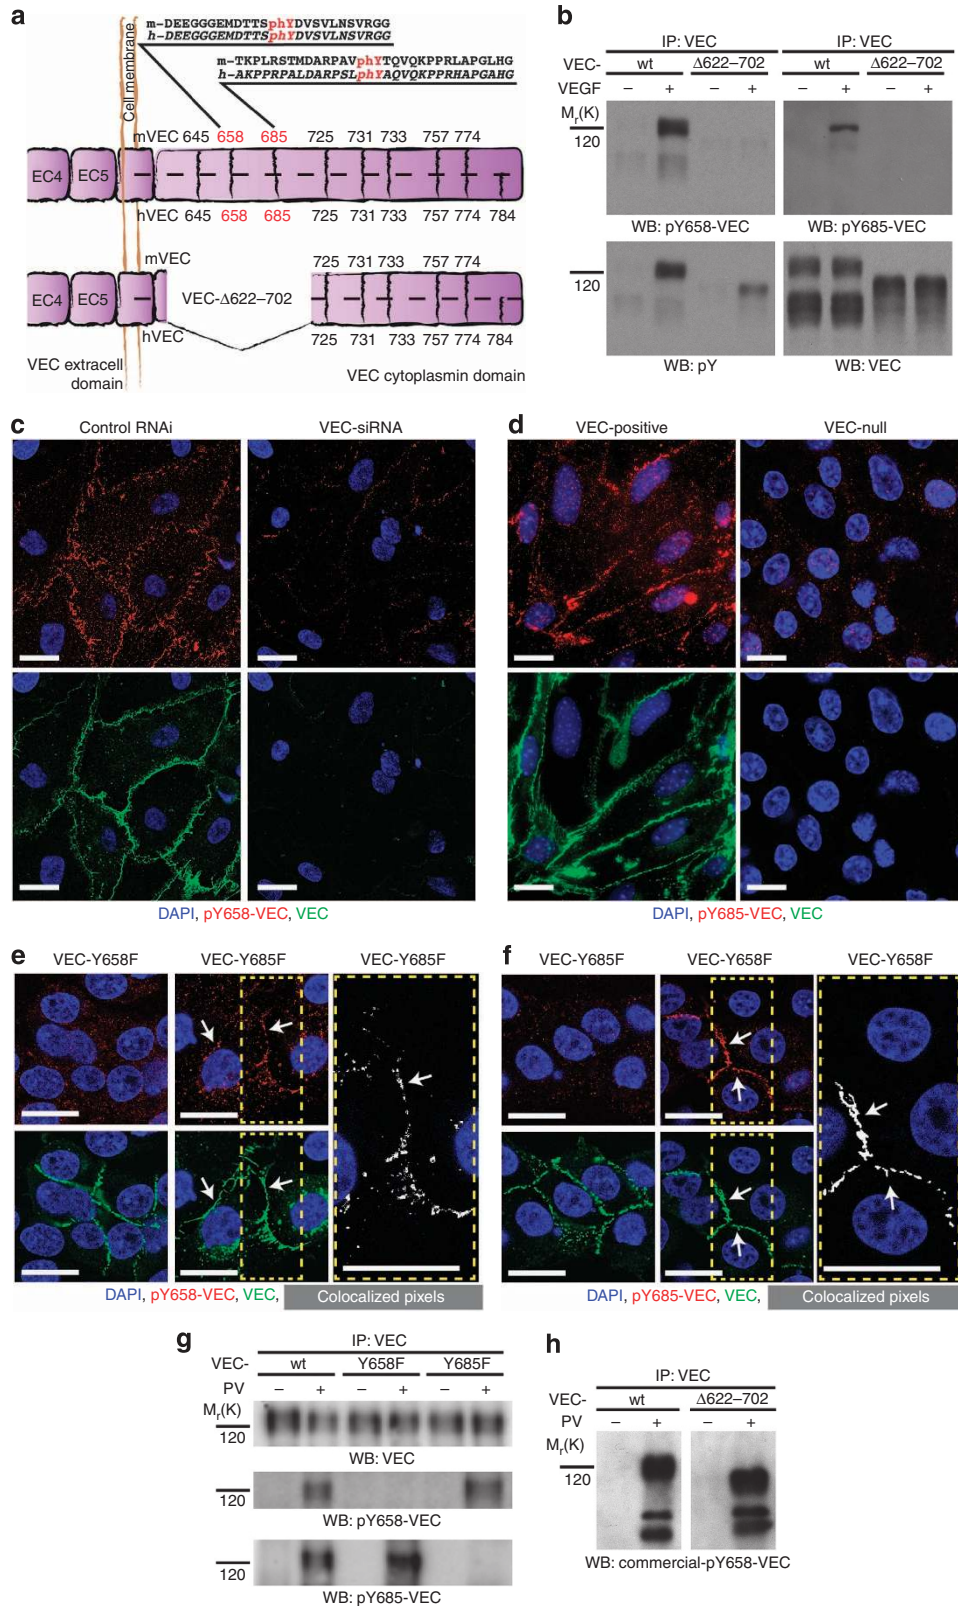 a
m–DEEGGGEMDTTSphYDVSVLNSVRGG
h-DEEGGGEMDTTSphYDVSVLNSVRGG
m-TKPLRSTMDARPAVphYTQVQKPPRLAPGLHG
h-AKPPRPALDARPSLphYAQVQKPPRHAPGAHG
Cell membrane
mVEC 645 658 685 725 731 733 757 774
EC4 EC5
hVEC 645 658 685 725 731 733 757 774 784
mVEC 725 731 733 757 774
EC4 EC5 VEC-Δ622–702
hVEC 725 731 733 757 774 784
VEC extracell domain
VEC cytoplasmin domain
b
IP: VEC IP: VEC
VEC- wt Δ622–702 wt Δ622–702
VEGF – + – + – + – +
Mr(K)
120
WB: pY658-VEC WB: pY685-VEC
120
WB: pY WB: VEC
c
Control RNAi VEC-siRNA
DAPI, pY658-VEC, VEC
d
VEC-positive VEC-null
DAPI, pY685-VEC, VEC
e
VEC-Y658F VEC-Y685F VEC-Y685F
DAPI, pY658-VEC, VEC, Colocalized pixels
f
VEC-Y685F VEC-Y658F VEC-Y658F
DAPI, pY685-VEC, VEC, Colocalized pixels
g
IP: VEC
VEC- wt Y658F Y685F
PV – + – + – +
Mr(K)
120
WB: VEC
120
WB: pY658-VEC
120
WB: pY685-VEC
h
IP: VEC
VEC- wt Δ622–702
PV – + – +
Mr(K)
120
WB: commercial-pY658-VEC